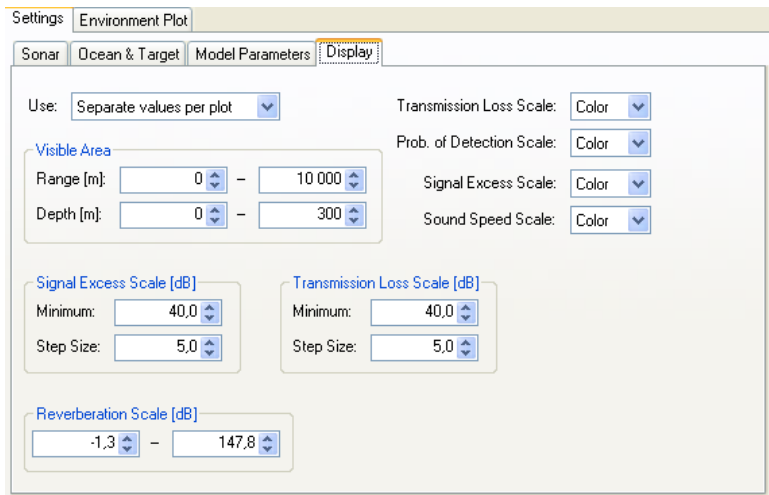 Settings Environment Plot
Sonar Ocean & Target Model Parameters Display
Use: Separate values per plot
Transmission Loss Scale: Color
Prob. of Detection Scale: Color
Signal Excess Scale: Color
Sound Speed Scale: Color
Visible Area
Range [m]: 0 – 10 000
Depth [m]: 0 – 300
Signal Excess Scale [dB]
Minimum: 40,0
Step Size: 5,0
Transmission Loss Scale [dB]
Minimum: 40,0
Step Size: 5,0
Reverberation Scale [dB]
-1,3 – 147,8